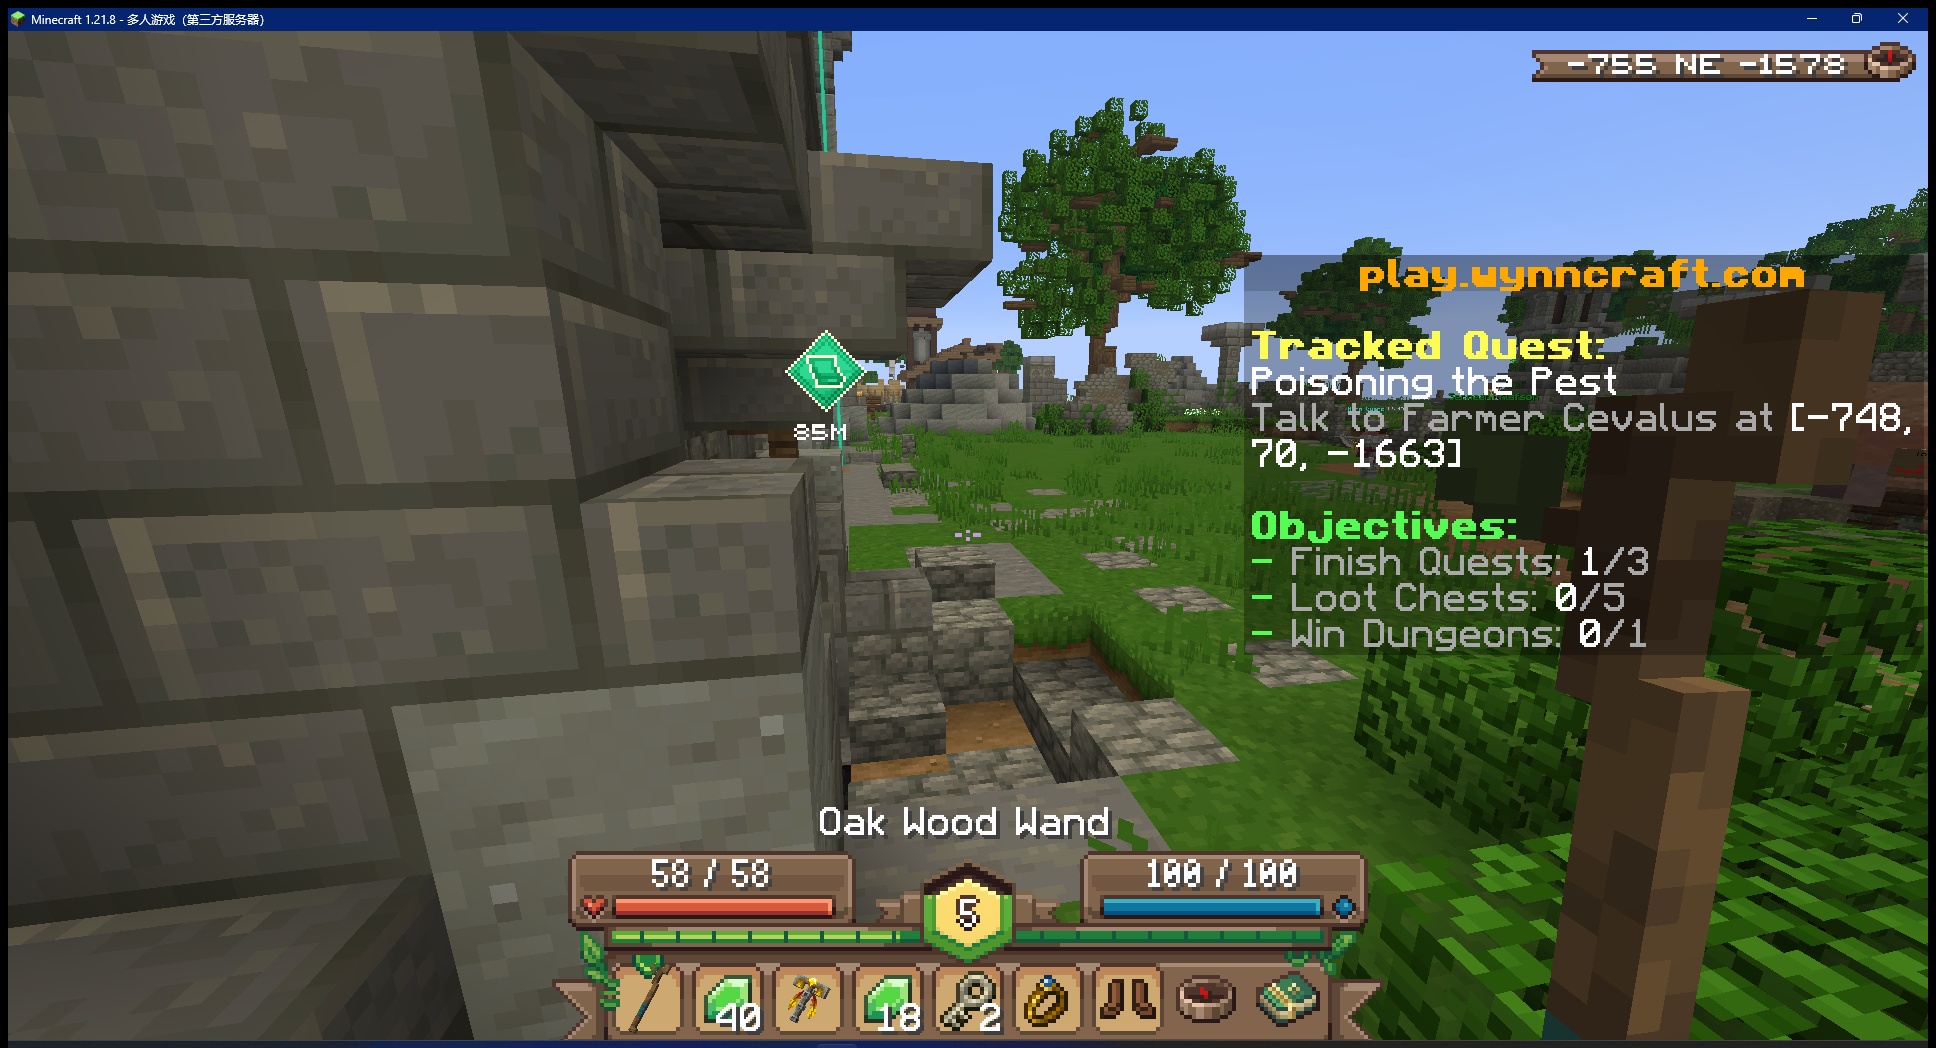 Minecraft 1.21.8 - 多人游戏（第三方服务器）
-755 NE -1578
play.wynncraft.com
Tracked Quest:
Poisoning the Pest
Talk to Farmer Cevalus at [-748,
70, -1663]
85M
Objectives:
- Finish Quests: 1/3
- Loot Chests: 0/5
- Win Dungeons: 0/1
Oak Wood Wand
58 / 58
100 / 100
5
40
18
2